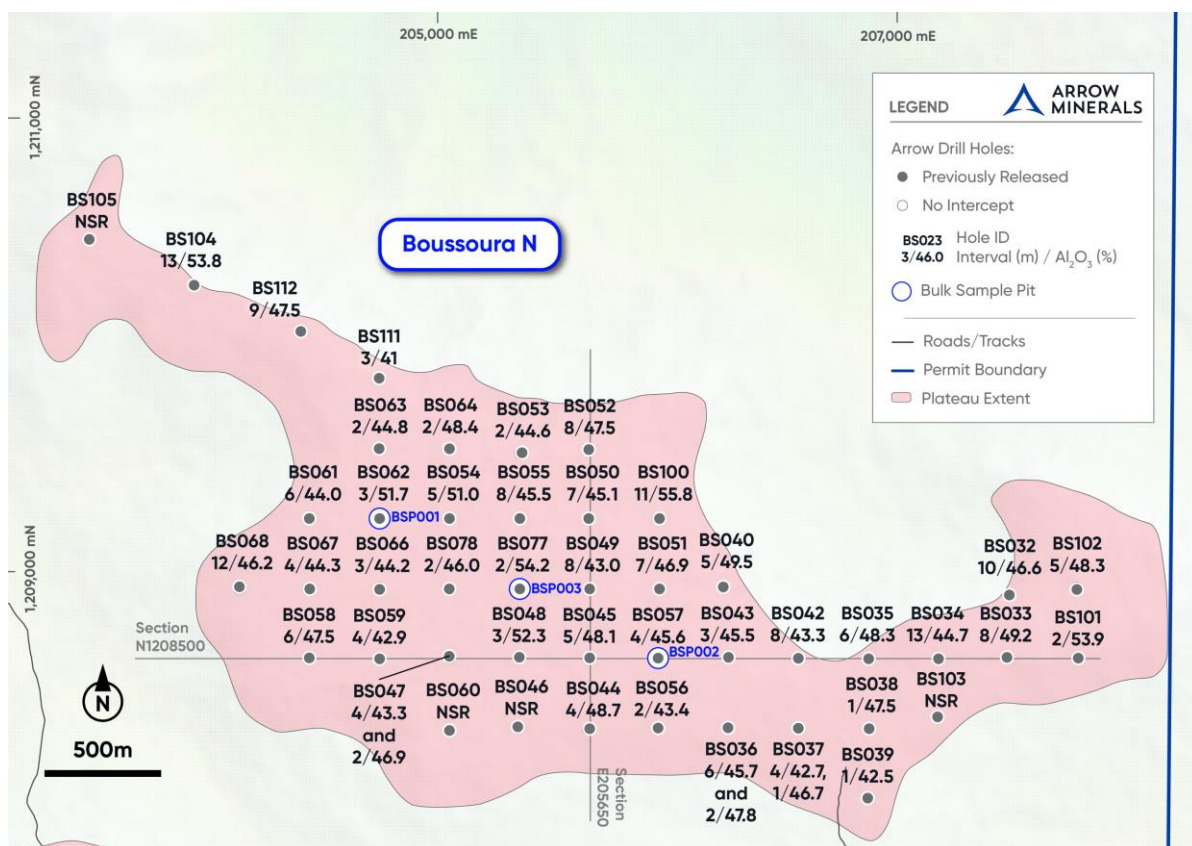 205,000 mE
207,000 mE
1,211,000 mN
1,209,000 mN
LEGEND
ARROW
MINERALS
Arrow Drill Holes:
Previously Released
No Intercept
BS023
3/46.0
Hole ID
Interval (m) / Al₂O₃ (%)
Bulk Sample Pit
Roads/Tracks
Permit Boundary
Plateau Extent
Boussoura N
BS105
NSR
BS104
13/53.8
BS112
9/47.5
BS111
3/41
BS063
2/44.8
BS064
2/48.4
BS053
2/44.6
BS052
8/47.5
BS061
6/44.0
BS062
3/51.7
BS054
5/51.0
BS055
8/45.5
BS050
7/45.1
BS100
11/55.8
BSP001
BS068
12/46.2
BS067
4/44.3
BS066
3/44.2
BS078
2/46.0
BS077
2/54.2
BS049
8/43.0
BS051
7/46.9
BS040
5/49.5
BS032
10/46.6
BS102
5/48.3
BSP003
Section
N1208500
BS058
6/47.5
BS059
4/42.9
BS048
3/52.3
BS045
5/48.1
BS057
4/45.6
BS043
3/45.5
BS042
8/43.3
BS035
6/48.3
BS034
13/44.7
BS033
8/49.2
BS101
2/53.9
BSP002
BS047
4/43.3
and
2/46.9
BS060
NSR
BS046
NSR
BS044
4/48.7
BS056
2/43.4
BS038
1/47.5
BS103
NSR
BS036
6/45.7
and
2/47.8
BS037
4/42.7,
1/46.7
BS039
1/42.5
Section
E205650
N
500m